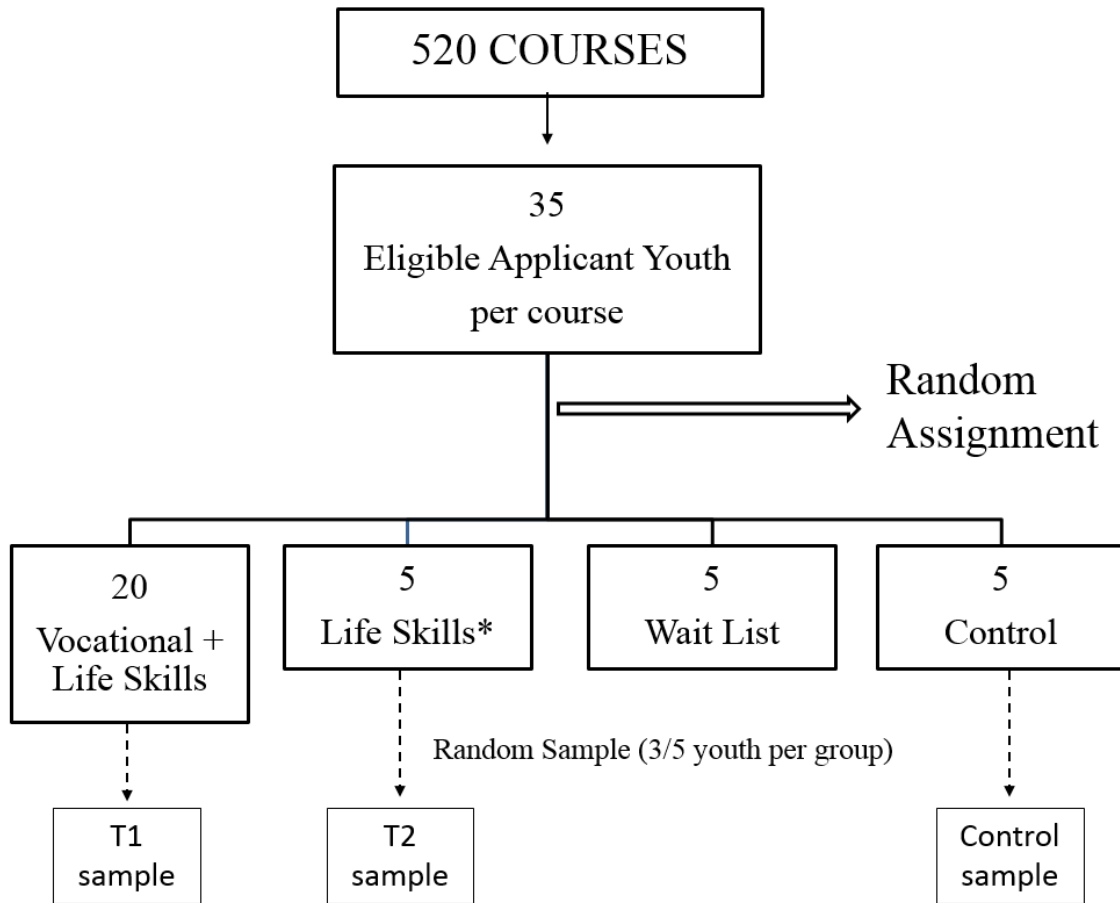 520 COURSES
35
Eligible Applicant Youth
per course
Random
Assignment
20
Vocational +
Life Skills
5
Life Skills*
5
Wait List
5
Control
Random Sample (3/5 youth per group)
T1
sample
T2
sample
Control
sample